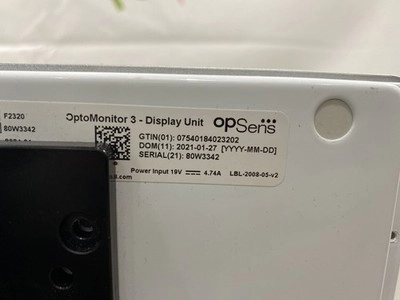 F2320
80W3342
OptoMonitor 3 - Display Unit
opSens
GTIN(01): 07540184023202
DOM(11): 2021-01-27 [YYYY-MM-DD]
SERIAL(21): 80W3342
Power Input 19V ⎓ 4.74A
LBL-2008-05-v2